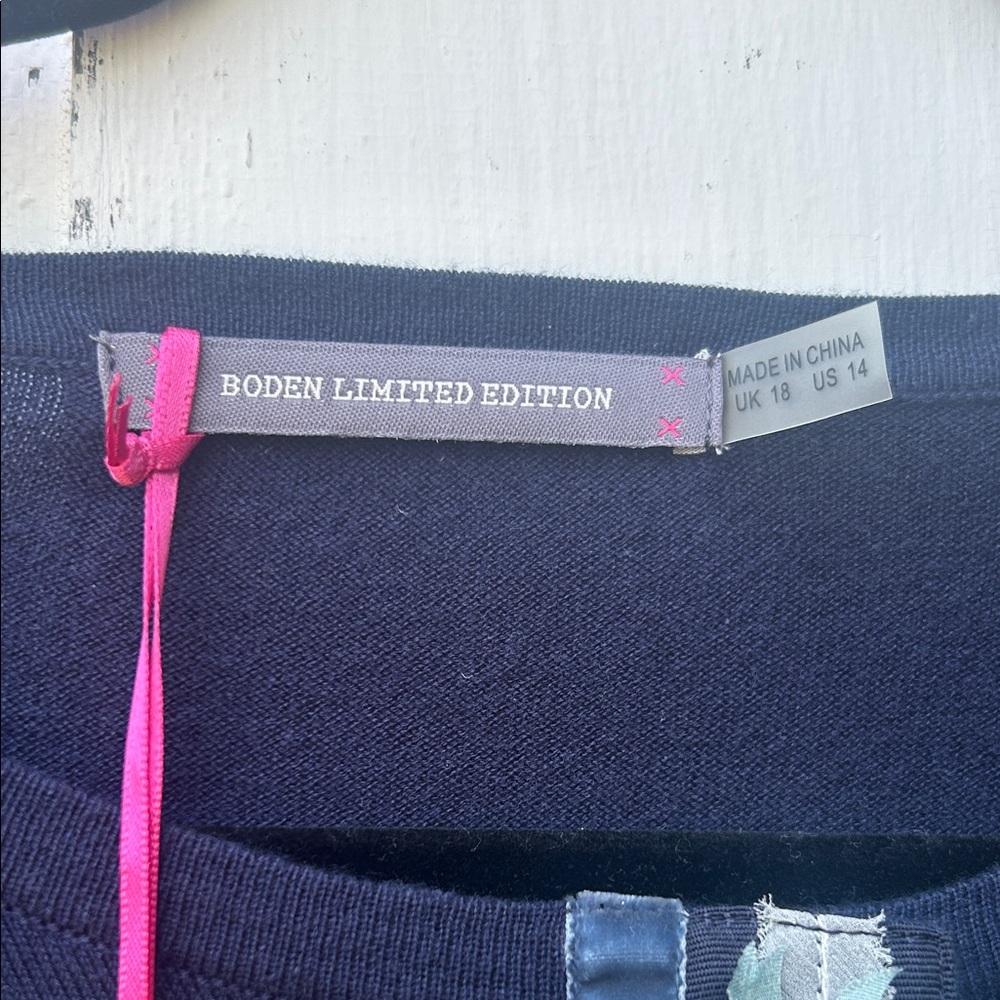 BODEN LIMITED EDITION
MADE IN CHINA
UK 18 US 14